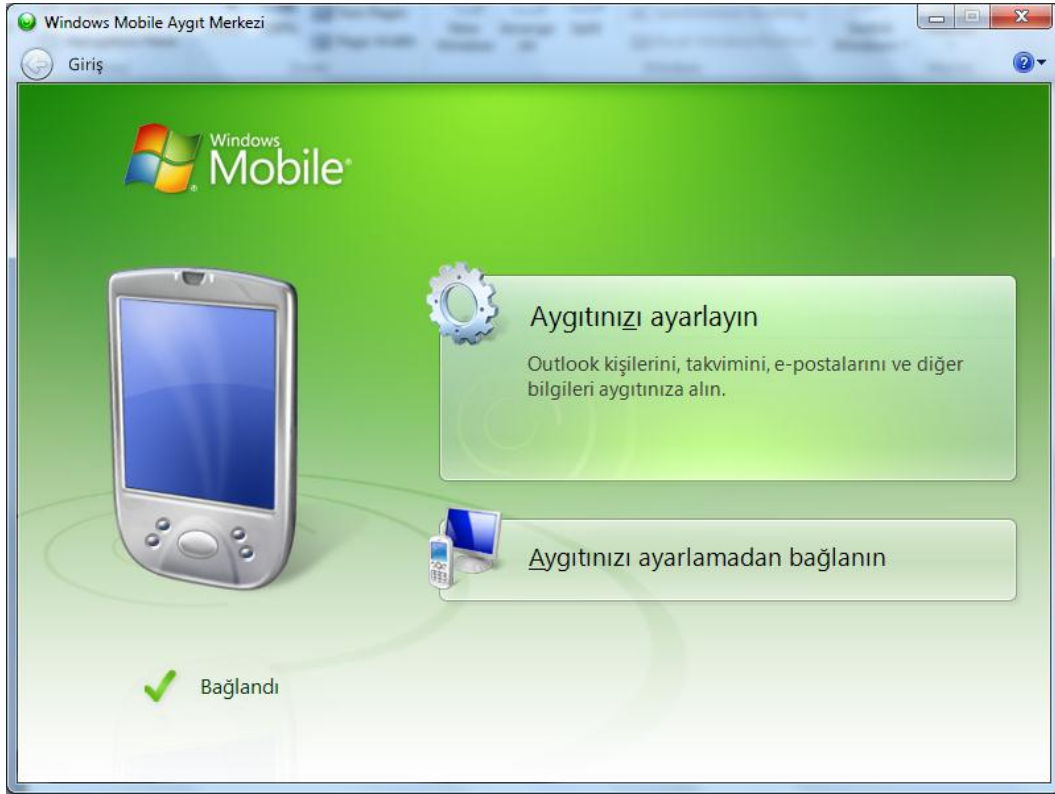 Windows Mobile Aygıt Merkezi
Giriş
Windows
Mobile
Aygıtınızı ayarlayın
Outlook kişilerini, takvimini, e-postalarını ve diğer
bilgileri aygıtınıza alın.
Aygıtınızı ayarlamadan bağlanın
Bağlandı